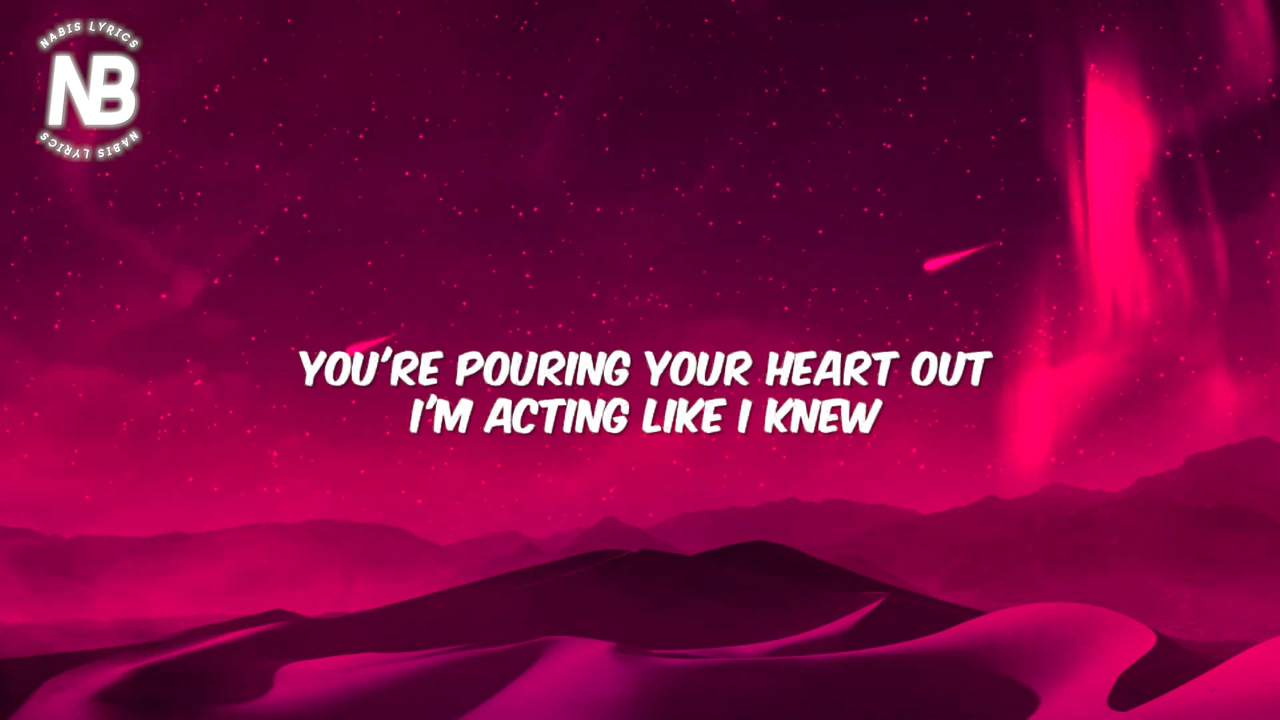 NABIS LYRICS
NB
NABIS LYRICS
YOU'RE POURING YOUR HEART OUT
I'M ACTING LIKE I KNEW